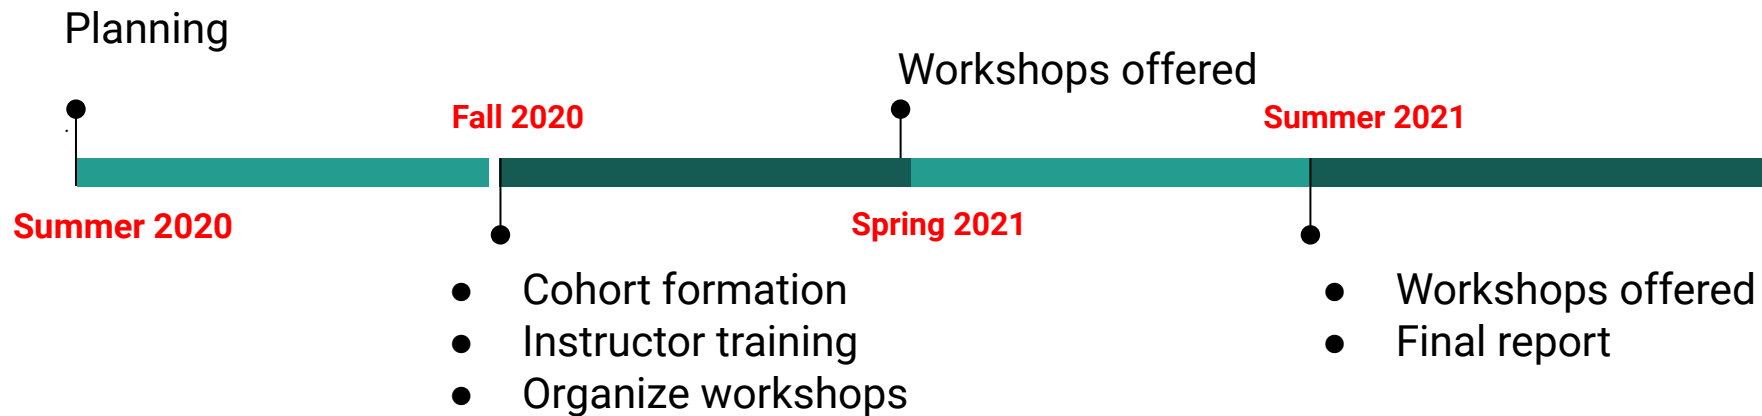 Planning
Workshops offered
Fall 2020
Summer 2021
Summer 2020
Spring 2021
● Cohort formation
● Instructor training
● Organize workshops
● Workshops offered
● Final report